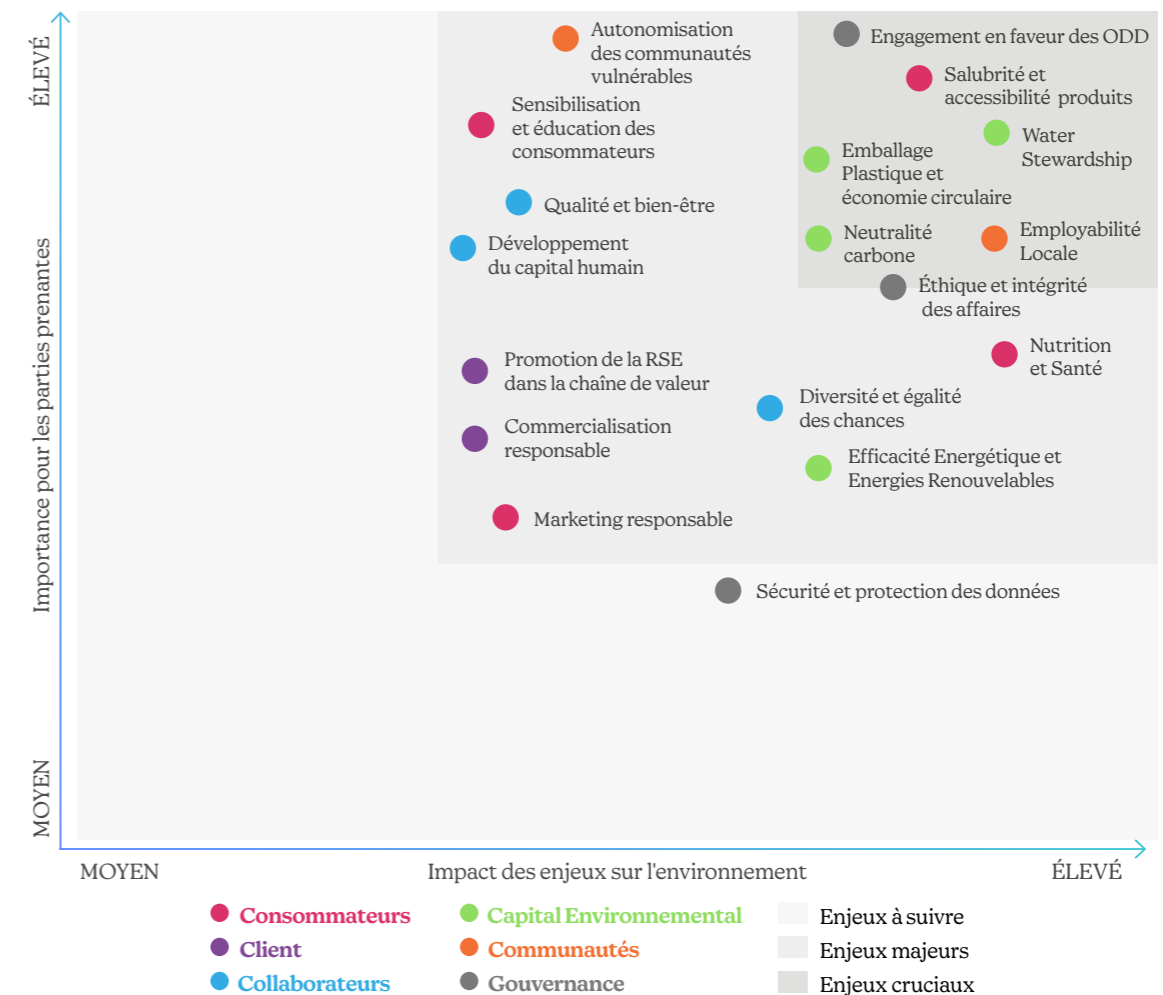 ÉLEVÉ
Importance pour les parties prenantes
MOYEN
Autonomisation
des communautés
vulnérables
Engagement en faveur des ODD
Salubrité et
accessibilité produits
Sensibilisation
et éducation des
consommateurs
Water
Stewardship
Emballage
Plastique et
économie circulaire
Qualité et bien-être
Développement
du capital humain
Neutralité
carbone
Employabilité
Locale
Éthique et intégrité
des affaires
Nutrition
et Santé
Promotion de la RSE
dans la chaîne de valeur
Diversité et égalité
des chances
Commercialisation
responsable
Efficacité Energétique et
Energies Renouvelables
Marketing responsable
Sécurité et protection des données
MOYEN
Impact des enjeux sur l'environnement
ÉLEVÉ
Consommateurs
Client
Collaborateurs
Capital Environnemental
Communautés
Gouvernance
Enjeux à suivre
Enjeux majeurs
Enjeux cruciaux